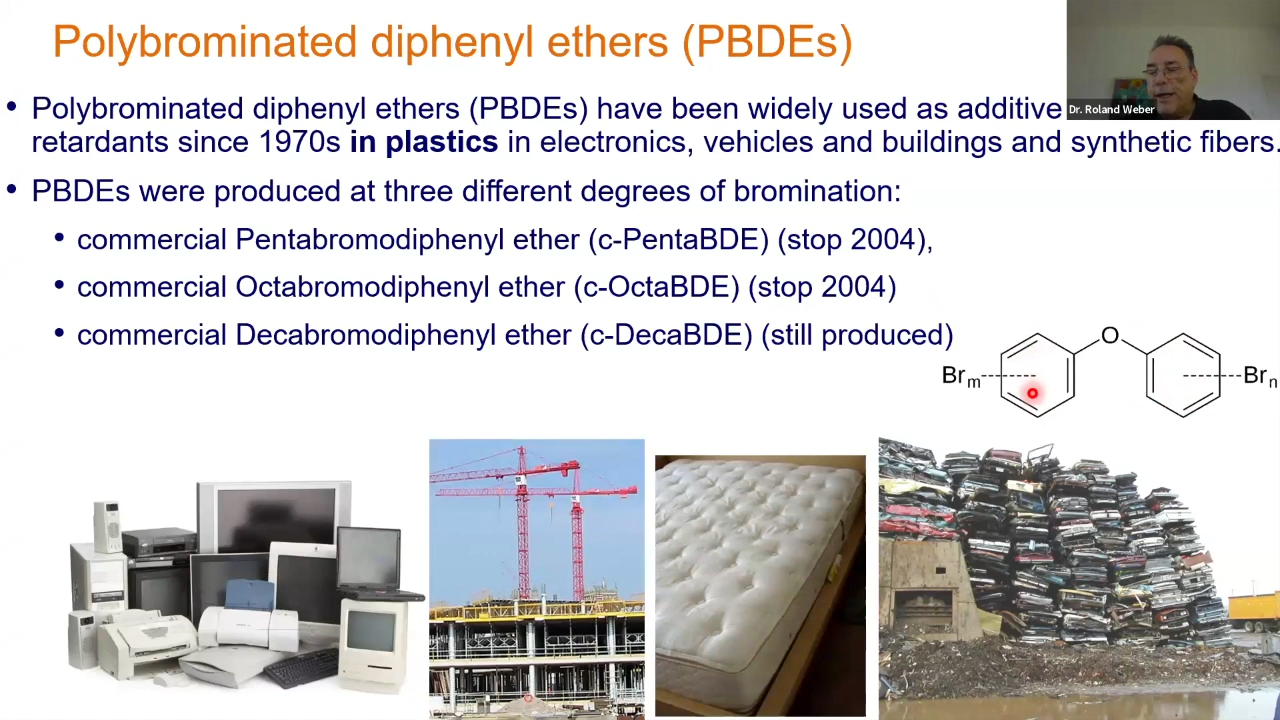 Polybrominated diphenyl ethers (PBDEs)
Dr. Roland Weber
• Polybrominated diphenyl ethers (PBDEs) have been widely used as additive
retardants since 1970s in plastics in electronics, vehicles and buildings and synthetic fibers.
• PBDEs were produced at three different degrees of bromination:
• commercial Pentabromodiphenyl ether (c-PentaBDE) (stop 2004),
• commercial Octabromodiphenyl ether (c-OctaBDE) (stop 2004)
• commercial Decabromodiphenyl ether (c-DecaBDE) (still produced)
O
Brm
Brn